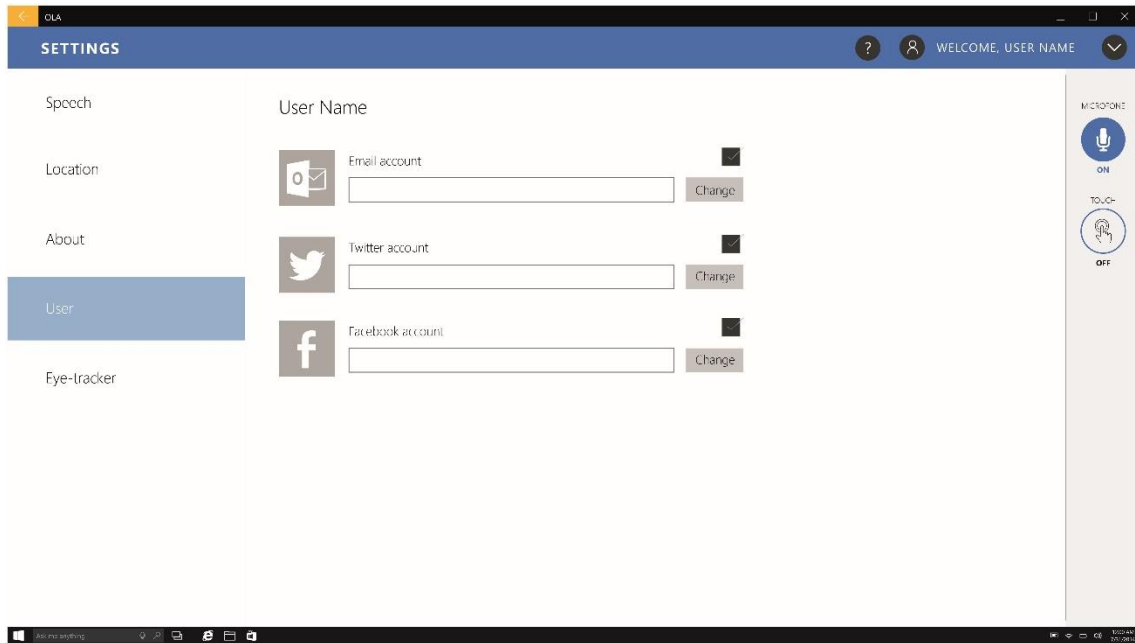 OLA
SETTINGS
? WELCOME, USER NAME
Speech
Location
About
User
Eye-tracker
User Name
Email account
Change
Twitter account
Change
Facebook account
Change
MICROFONE
ON
TOUCH
OFF
Ask me anything